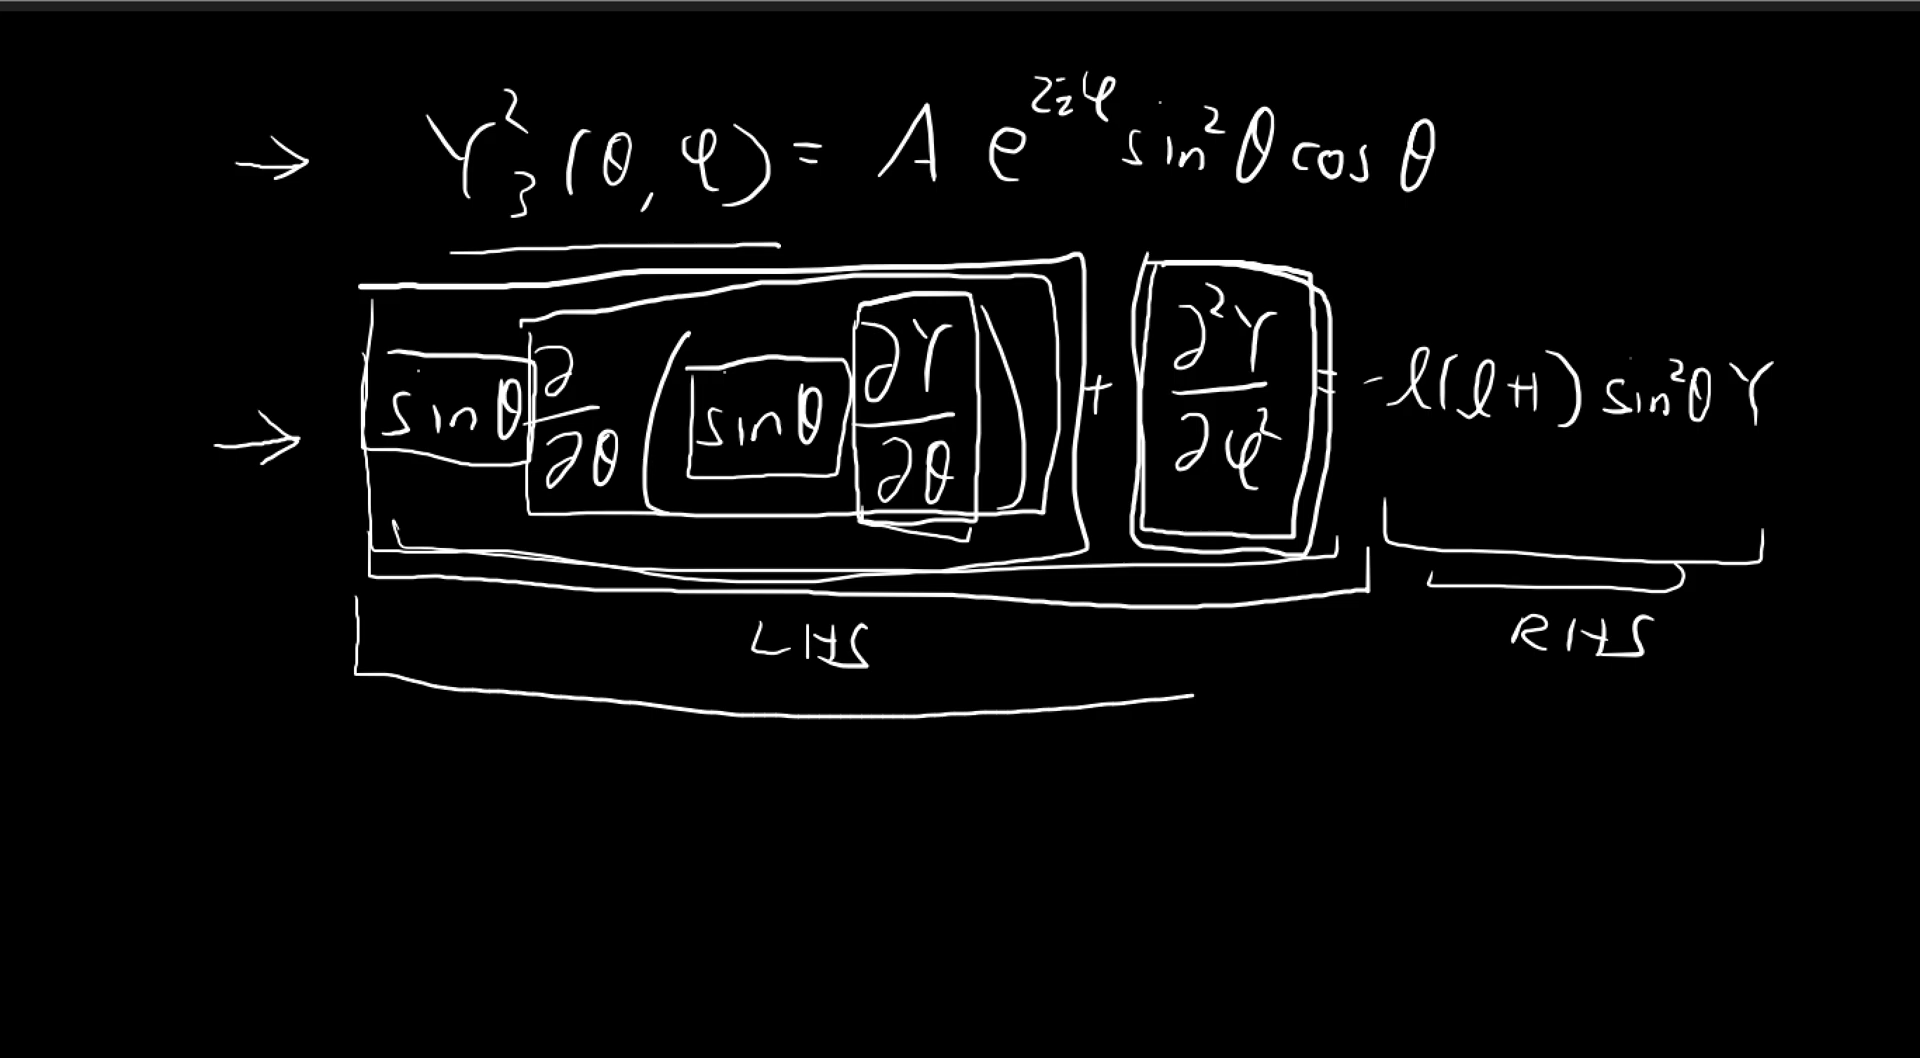 → Y₃²(θ, φ) = A e^{2iφ} sin²θ cos θ
→ sinθ ∂/∂θ (sinθ ∂Y/∂θ) + ∂²Y/∂φ² = -l(l+1) sin²θ Y
LHS RHS